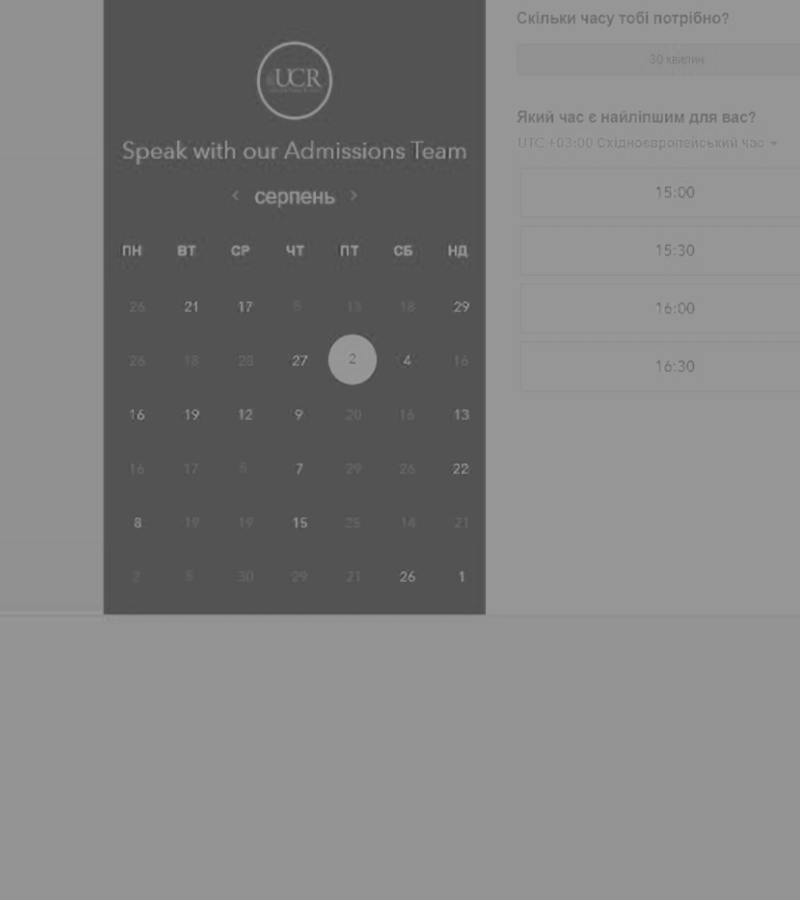 UCR
Speak with our Admissions Team
‹ серпень ›
ПН ВТ СР ЧТ ПТ СБ НД
26 21 17 5 13 18 29
26 18 28 27 2 4 16
16 19 12 9 20 16 13
16 17 5 7 29 26 22
8 19 19 15 25 14 21
2 5 30 29 21 26 1
Скільки часу тобі потрібно?
30 хвилин
Який час є найліпшим для вас?
UTC +03:00 Східноєвропейський час
15:00
15:30
16:00
16:30